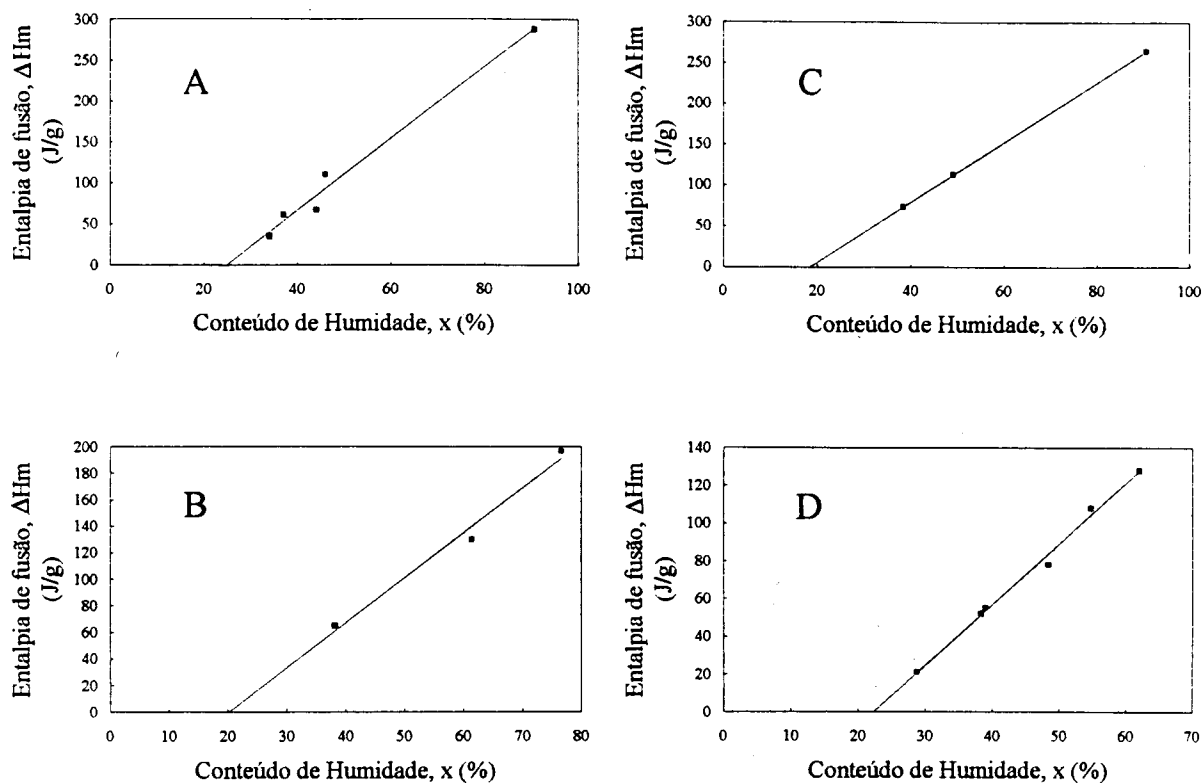 A
Entalpia de fusão, ΔHm
(J/g)
300
250
200
150
100
50
0
0 20 40 60 80 100
Conteúdo de Humidade, x (%)
C
Entalpia de fusão, ΔHm
(J/g)
300
250
200
150
100
50
0
0 20 40 60 80 100
Conteúdo de Humidade, x (%)
B
Entalpia de fusão, ΔHm
(J/g)
200
180
160
140
120
100
80
60
40
20
0
0 10 20 30 40 50 60 70 80
Conteúdo de Humidade, x (%)
D
Entalpia de fusão, ΔHm
(J/g)
140
120
100
80
60
40
20
0
0 10 20 30 40 50 60 70
Conteúdo de Humidade, x (%)